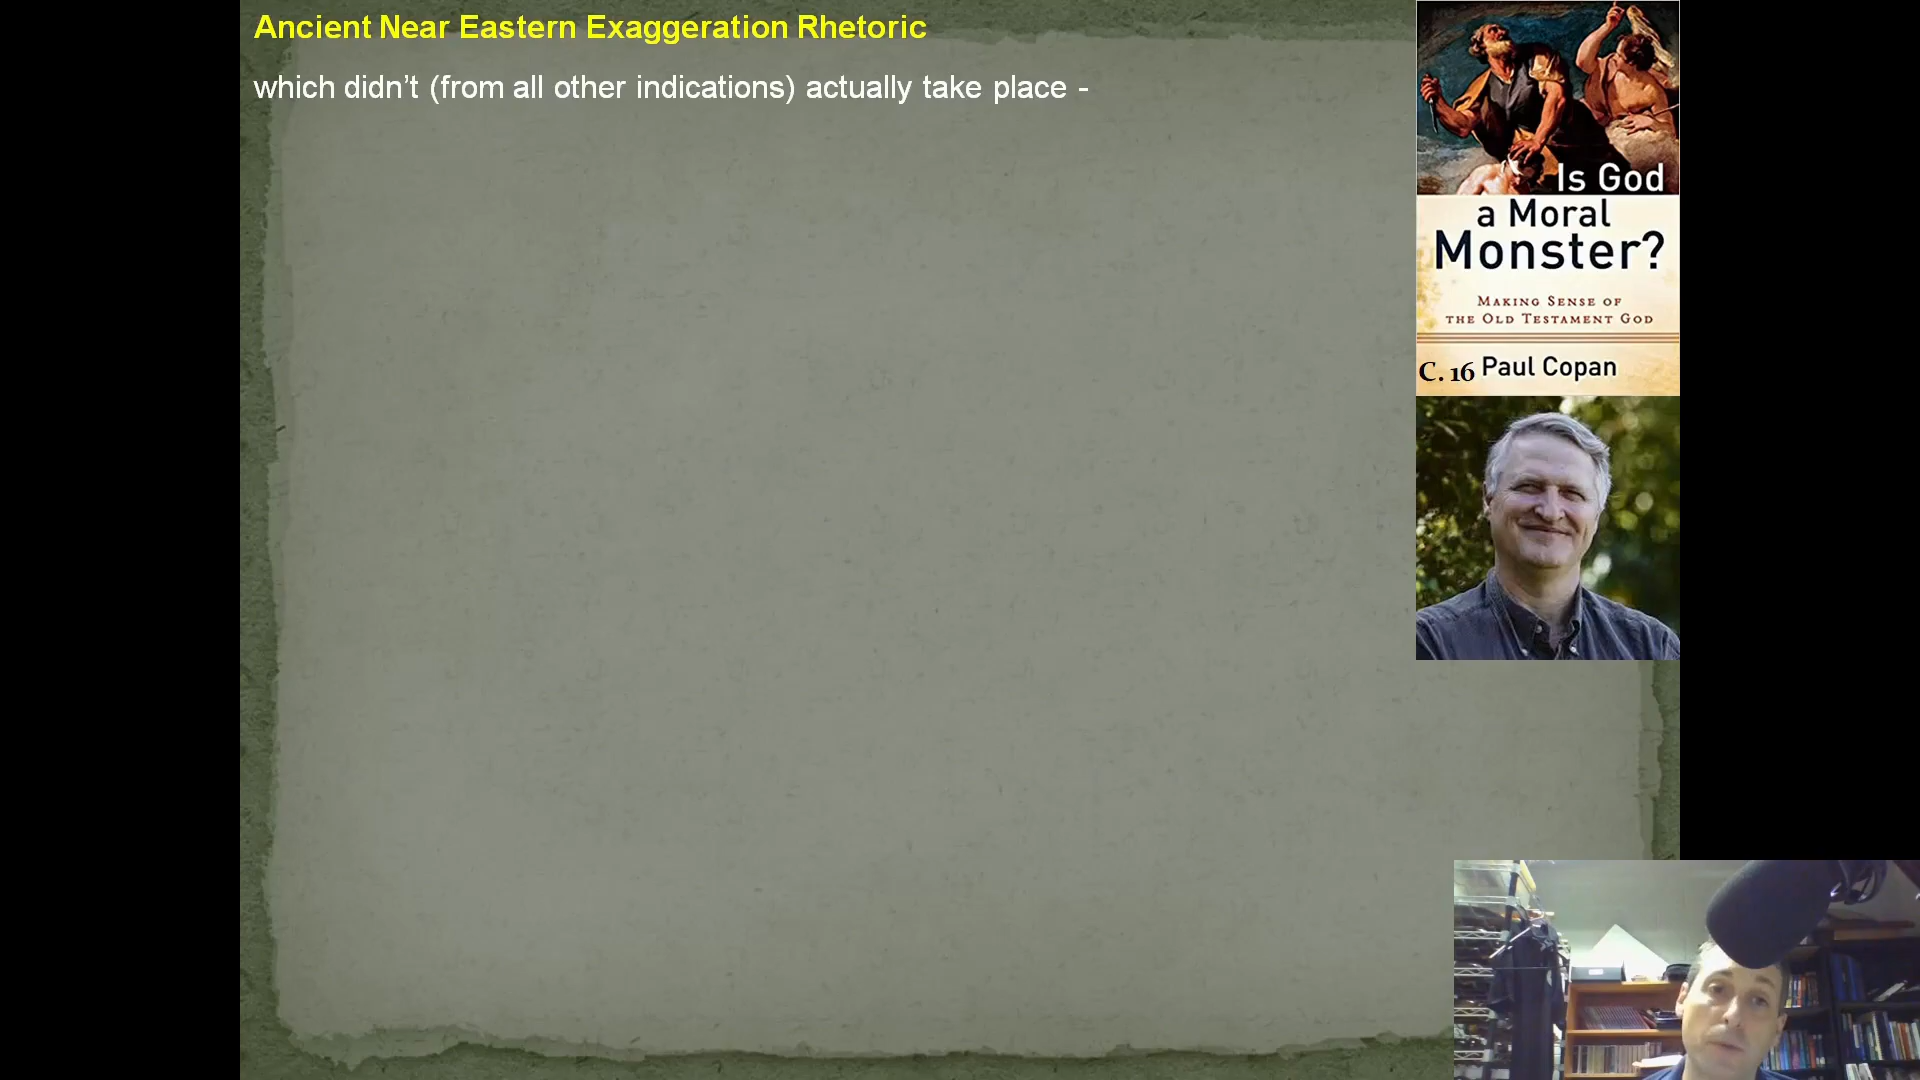 Ancient Near Eastern Exaggeration Rhetoric
which didn’t (from all other indications) actually take place -
Is God
a Moral
Monster?
Making Sense of
the Old Testament God
C. 16 Paul Copan